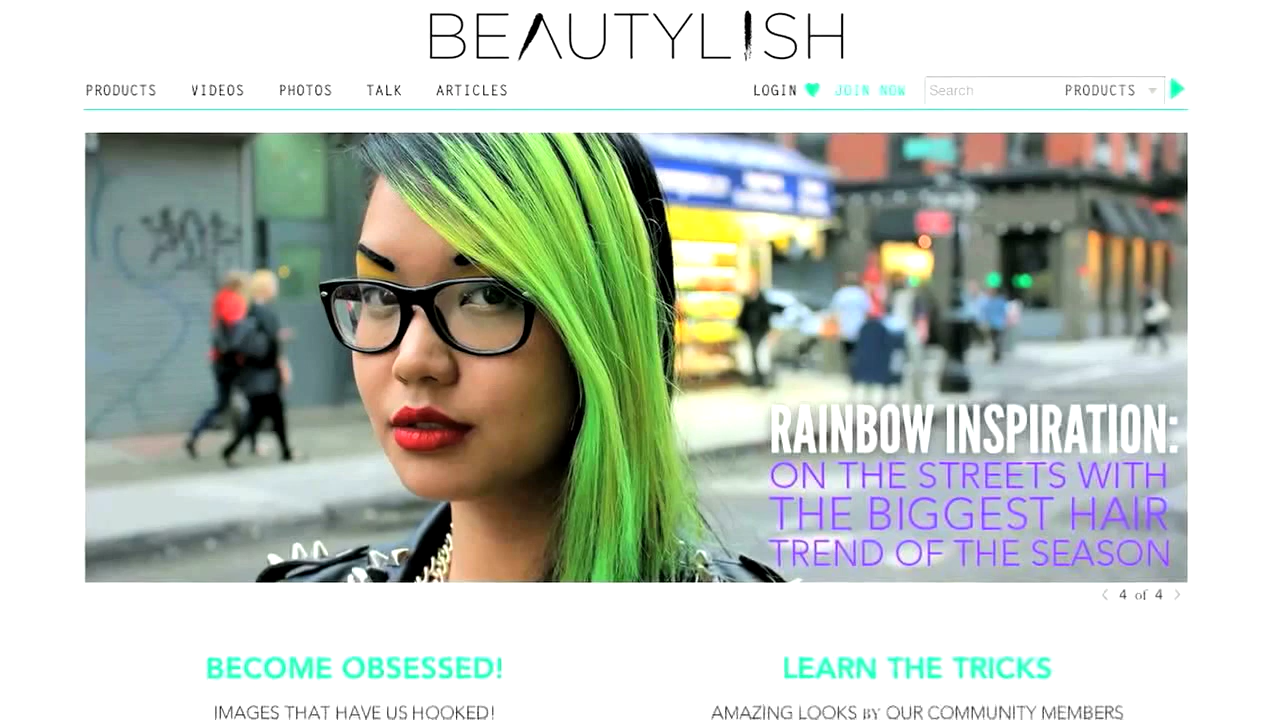 BEAUTYLISH
PRODUCTS VIDEOS PHOTOS TALK ARTICLES LOGIN JOIN NOW Search PRODUCTS
RAINBOW INSPIRATION:
ON THE STREETS WITH
THE BIGGEST HAIR
TREND OF THE SEASON
4 of 4
BECOME OBSESSED! LEARN THE TRICKS
IMAGES THAT HAVE US HOOKED! AMAZING LOOKS BY OUR COMMUNITY MEMBERS